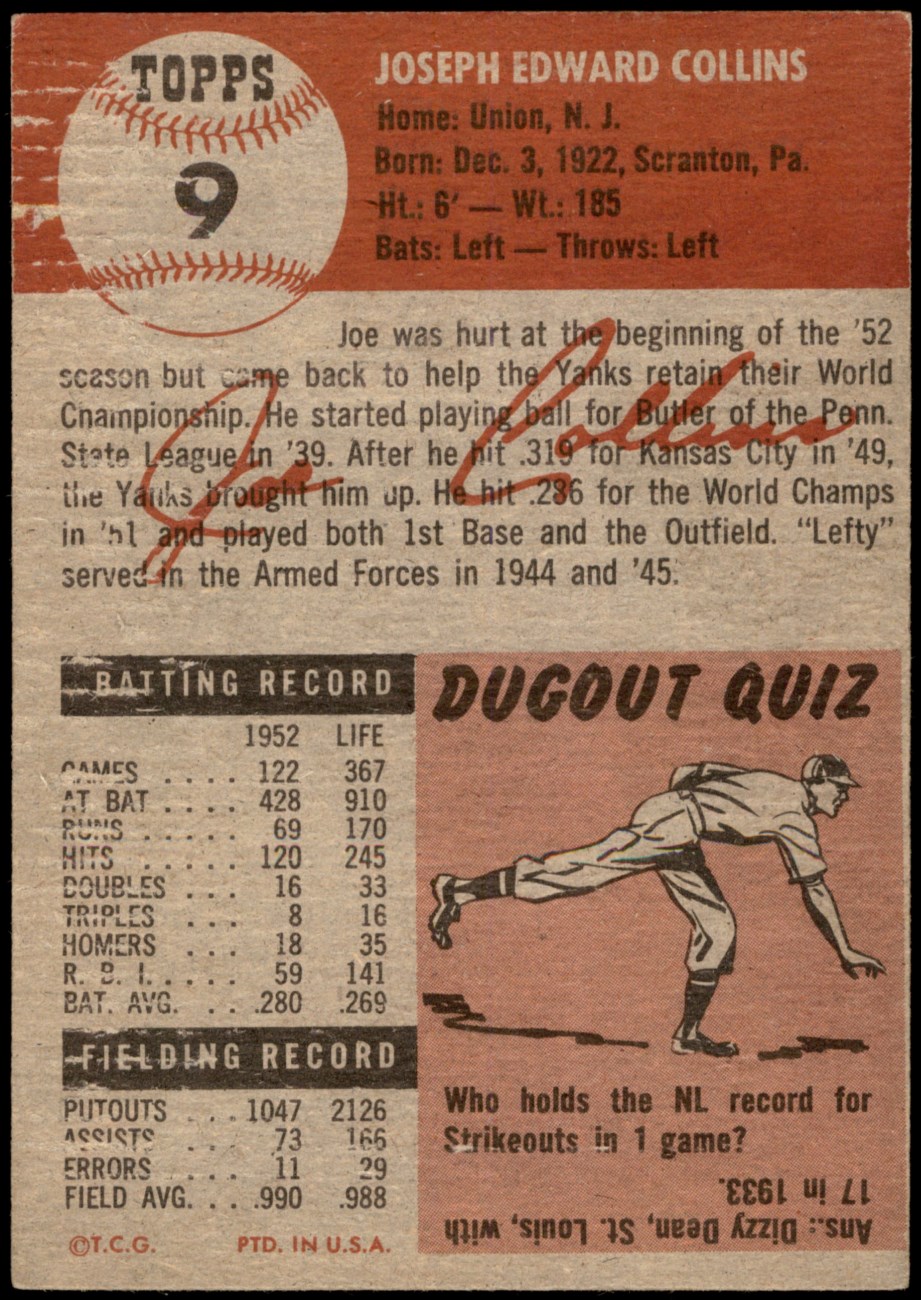 TOPPS
9
JOSEPH EDWARD COLLINS
Home: Union, N. J.
Born: Dec. 3, 1922, Scranton, Pa.
Ht.: 6' — Wt.: 185
Bats: Left — Throws: Left
Joe was hurt at the beginning of the '52
season but came back to help the Yanks retain their World
Championship. He started playing ball for Butler of the Penn.
State League in '39. After he hit .319 for Kansas City in '49,
the Yanks brought him up. He hit .286 for the World Champs
in '51 and played both 1st Base and the Outfield. "Lefty"
served in the Armed Forces in 1944 and '45.
Joe Collins
BATTING RECORD
1952 LIFE
GAMES . . . . 122 367
AT BAT . . . . 428 910
RUNS . . . . . 69 170
HITS . . . . . 120 245
DOUBLES . . . 16 33
TRIPLES . . . 8 16
HOMERS . . . 18 35
R. B. I. . . . . 59 141
BAT. AVG. . . . .280 .269
FIELDING RECORD
PUTOUTS . . . 1047 2126
ASSISTS . . . 73 166
ERRORS . . . . 11 29
FIELD AVG. . . . .990 .988
©T.C.G. PTD. IN U.S.A.
DUGOUT QUIZ
Who holds the NL record for
Strikeouts in 1 game?
Ans.: Dizzy Dean, St. Louis, with
17 in 1933.